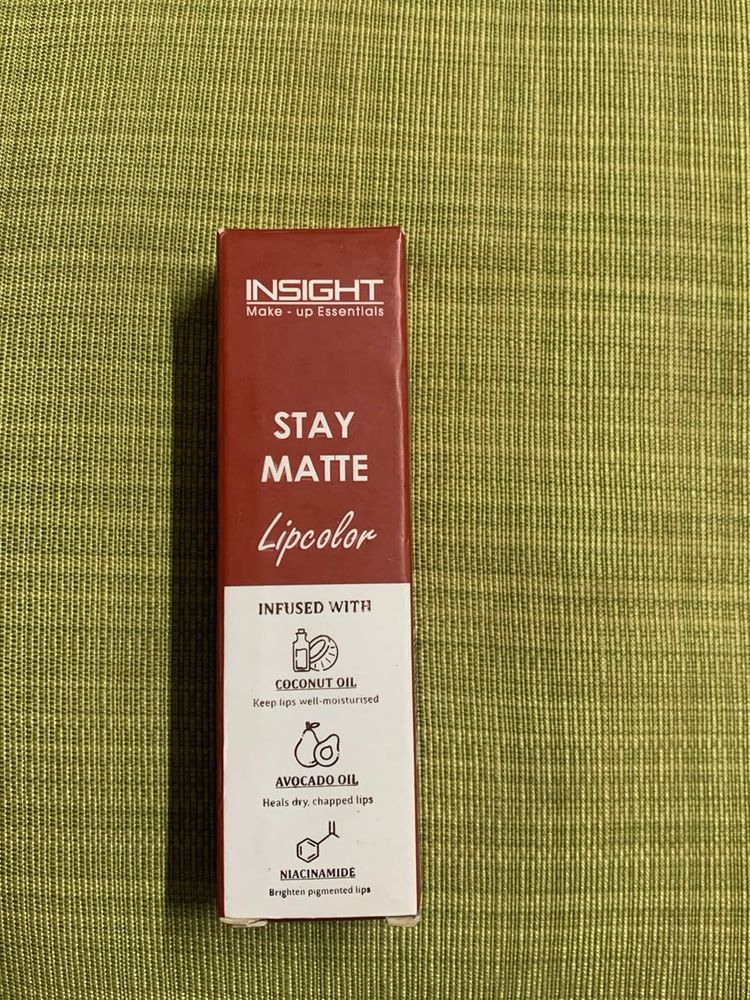 INSIGHT
Make - up Essentials
STAY
MATTE
Lipcolor
INFUSED WITH
COCONUT OIL
Keep lips well-moisturised
AVOCADO OIL
Heals dry, chapped lips
NIACINAMIDE
Brighten pigmented lips